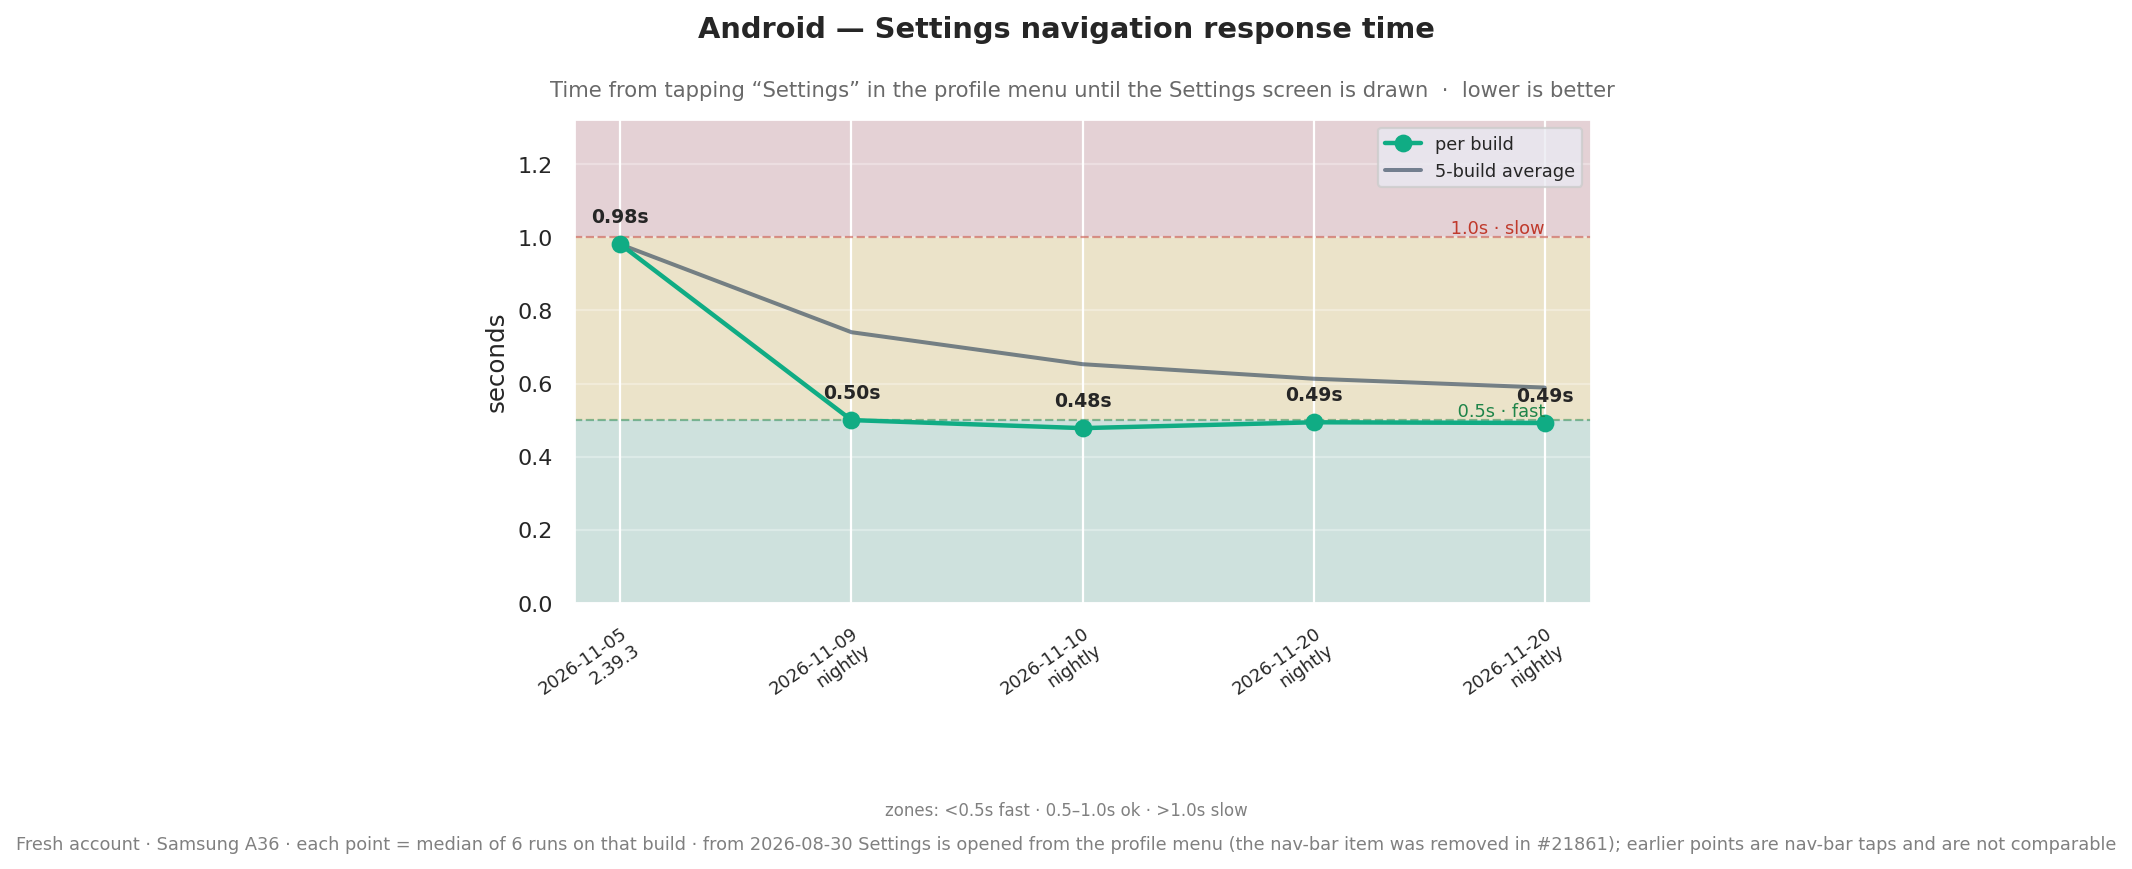 Android — Settings navigation response time
Time from tapping “Settings” in the profile menu until the Settings screen is drawn · lower is better
per build
5-build average
1.2
1.0
0.8
0.6
0.4
0.2
0.0
seconds
0.98s
0.50s
0.48s
0.49s
0.49s
1.0s · slow
0.5s · fast
2026-11-05
2.39.3
2026-11-09
nightly
2026-11-10
nightly
2026-11-20
nightly
2026-11-20
nightly
zones: <0.5s fast · 0.5–1.0s ok · >1.0s slow
Fresh account · Samsung A36 · each point = median of 6 runs on that build · from 2026-08-30 Settings is opened from the profile menu (the nav-bar item was removed in #21861); earlier points are nav-bar taps and are not comparable